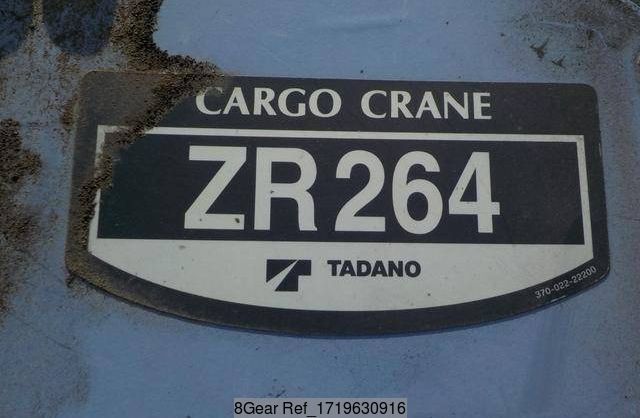 CARGO CRANE
ZR264
TADANO
370-022-22200
8Gear Ref_1719630916